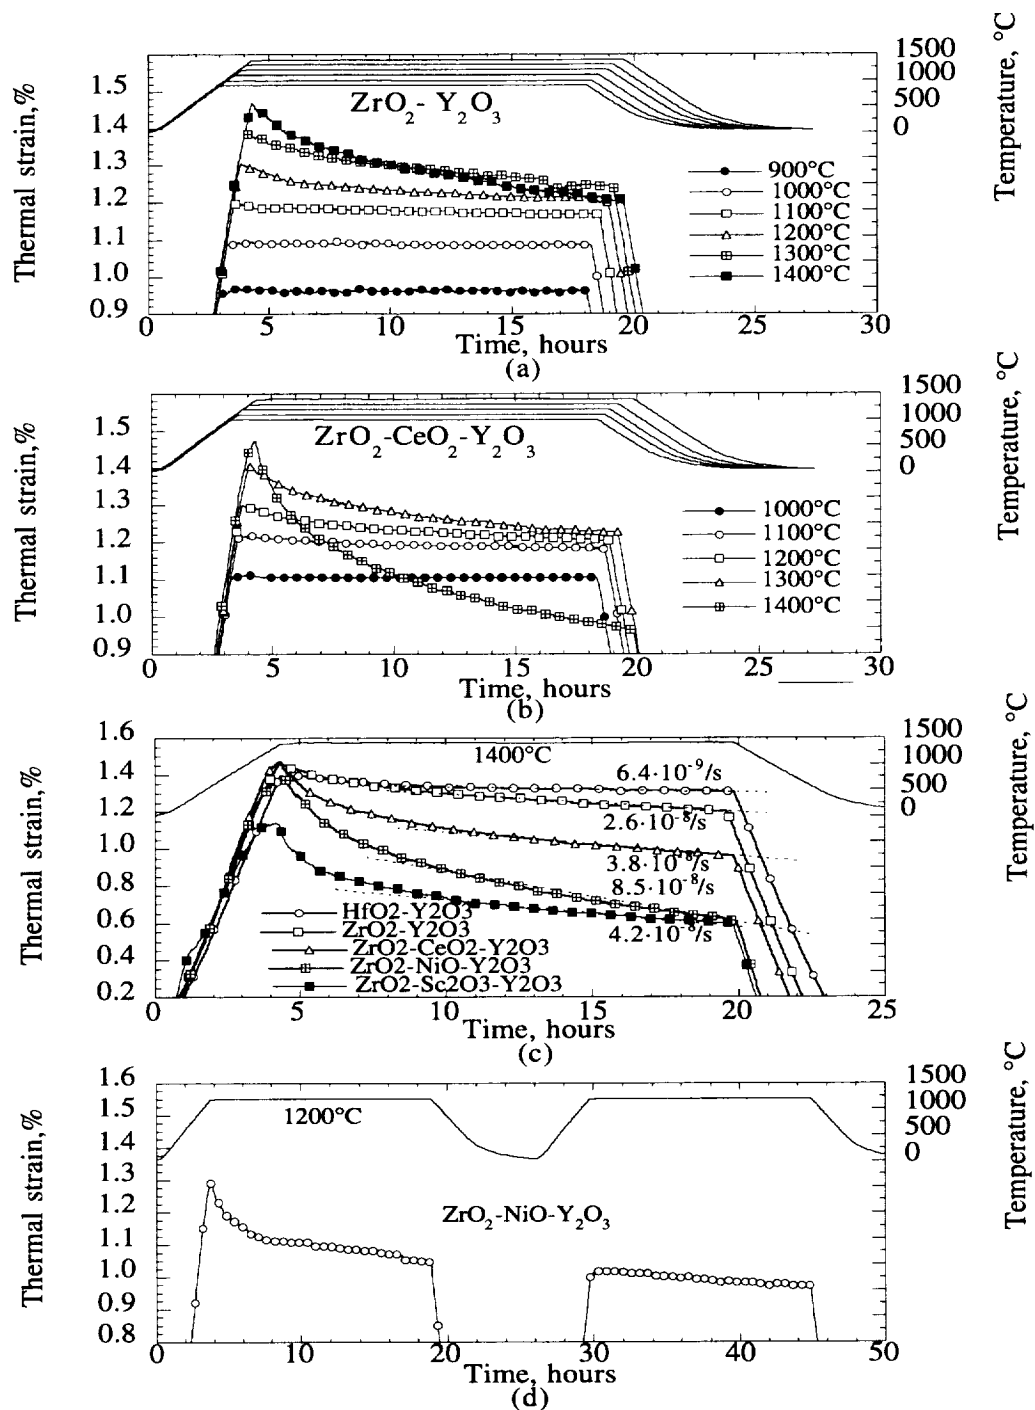 Thermal strain,%
Temperature, °C
1.5
1.4
1.3
1.2
1.1
1.0
0.9
1500
1000
500
0
ZrO2- Y2O3
900°C
1000°C
1100°C
1200°C
1300°C
1400°C
0 5 10 15 20 25 30
Time, hours
(a)
Thermal strain,%
Temperature, °C
1.5
1.4
1.3
1.2
1.1
1.0
0.9
1500
1000
500
0
ZrO2-CeO2-Y2O3
1000°C
1100°C
1200°C
1300°C
1400°C
0 5 10 15 20 25 30
Time, hours
(b)
Thermal strain,%
Temperature, °C
1.6
1.4
1.2
1.0
0.8
0.6
0.4
0.2
1500
1000
500
0
1400°C
6.4·10-9/s
2.6·10-8/s
3.8·10-8/s
8.5·10-8/s
4.2·10-8/s
HfO2-Y2O3
ZrO2-Y2O3
ZrO2-CeO2-Y2O3
ZrO2-NiO-Y2O3
ZrO2-Sc2O3-Y2O3
0 5 10 15 20 25
Time, hours
(c)
Thermal strain,%
Temperature, °C
1.6
1.5
1.4
1.3
1.2
1.1
1.0
0.9
0.8
1500
1000
500
0
1200°C
ZrO2-NiO-Y2O3
0 10 20 30 40 50
Time, hours
(d)